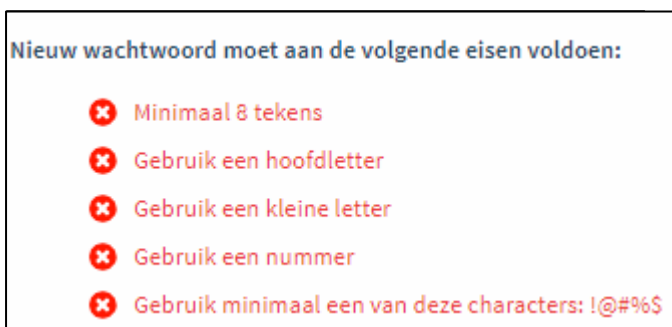 Nieuw wachtwoord moet aan de volgende eisen voldoen:
Minimaal 8 tekens
Gebruik een hoofdletter
Gebruik een kleine letter
Gebruik een nummer
Gebruik minimaal een van deze characters: !@#%$